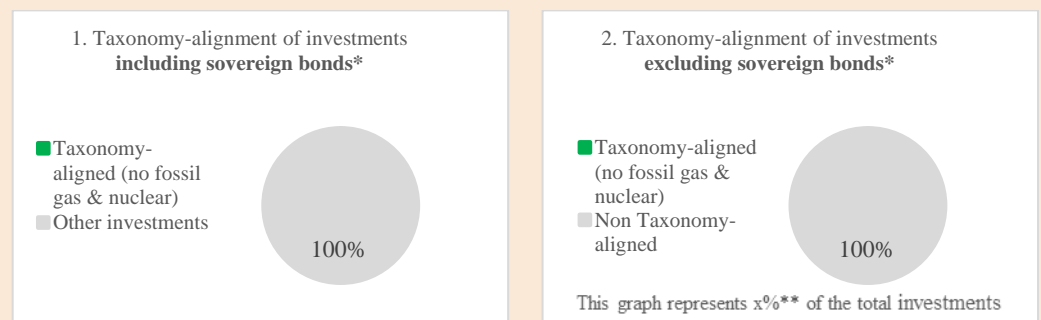 1. Taxonomy-alignment of investments
including sovereign bonds*
Taxonomy-
aligned (no fossil
gas & nuclear)
Other investments
100%
2. Taxonomy-alignment of investments
excluding sovereign bonds*
Taxonomy-aligned
(no fossil gas &
nuclear)
Non Taxonomy-
aligned
100%
This graph represents x%** of the total investments